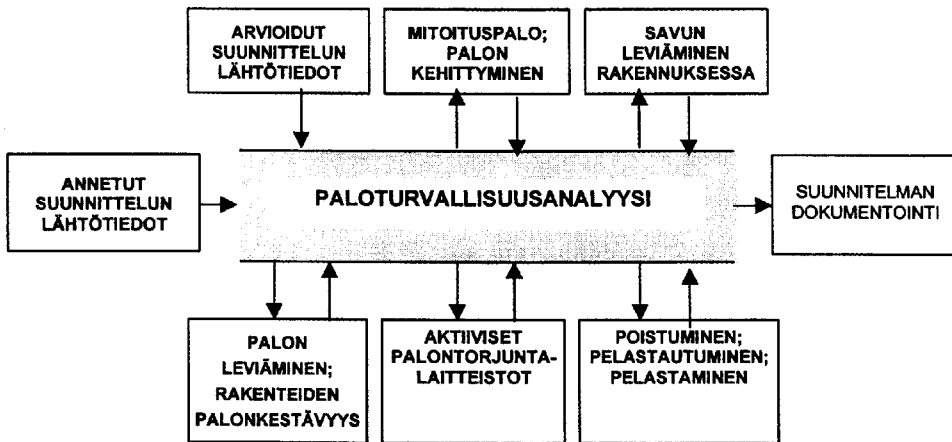 ARVIOIDUT
SUUNNITTELUN
LÄHTÖTIEDOT
MITOITUSPALO;
PALON
KEHITTYMINEN
SAVUN
LEVIÄMINEN
RAKENNUKSESSA
ANNETUT
SUUNNITTELUN
LÄHTÖTIEDOT
PALOTURVALLISUUSANALYYSI
SUUNNITELMAN
DOKUMENTOINTI
PALON
LEVIÄMINEN;
RAKENTEIDEN
PALONKESTÄVYYS
AKTIIVISET
PALONTORJUNTA-
LAITTEISTOT
POISTUMINEN;
PELASTAUTUMINEN;
PELASTAMINEN